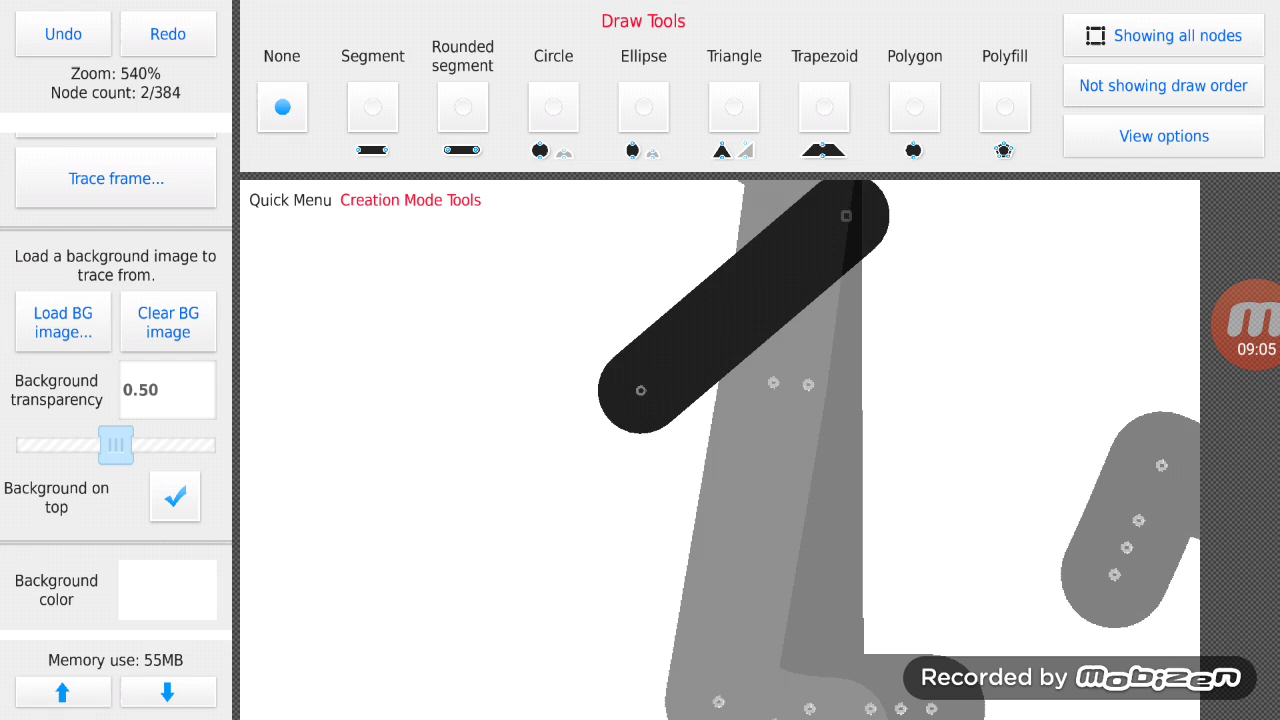 Undo
Redo
Zoom: 540%
Node count: 2/384
Trace frame...
Load a background image to
trace from.
Load BG
image...
Clear BG
image
Background
transparency
0.50
Background on
top
Background
color
Memory use: 55MB
Draw Tools
None
Segment
Rounded
segment
Circle
Ellipse
Triangle
Trapezoid
Polygon
Polyfill
Showing all nodes
Not showing draw order
View options
Quick Menu Creation Mode Tools
m
09:05
Recorded by mobizen